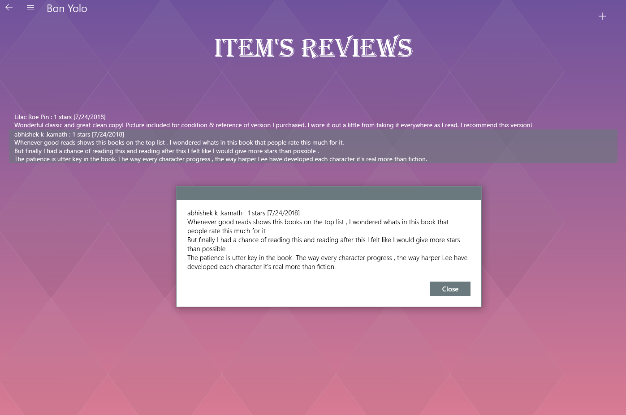 Bon Yolo
ITEM'S REVIEWS
Lilac Roe Pin : 1 stars [7/24/2018]
Wonderful classic and great clean copy! Picture included for condition & reference of version I purchased. I wore it out a little from taking it everywhere as I read. I recommend this version!
abhishek k .kamath : 1 stars [7/24/2018]
Whenever good reads shows this books on the top list . I wondered whats in this book that people rate this much for it.
But finally I had a chance of reading this and reading after this I felt like I would give more stars than possible .
The patience is utter key in the book. The way every character progress , the way harper Lee have developed each character it's real more than fiction.
abhishek k .kamath : 1 stars [7/24/2018]
Whenever good reads shows this books on the top list , I wondered whats in this book that
people rate this much for it
But finally I had a chance of reading this and reading after this I felt like I would give more stars
than possible
The patience is utter key in the book The way every character progress , the way harper Lee have
developed each character it's real more than fiction
Close